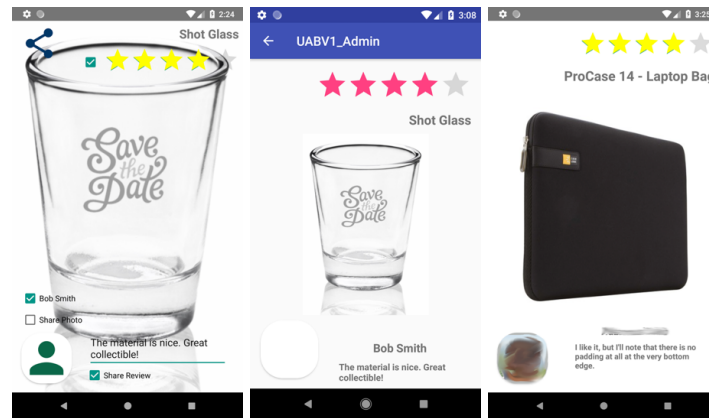 2:24
Shot Glass
Save
the
Date
Bob Smith
Share Photo
The material is nice. Great
collectible!
Share Review
3:08
UABV1_Admin
Shot Glass
Save
the
Date
Bob Smith
The material is nice. Great
collectible!
3:25
ProCase 14 - Laptop Bag
I like it, but I'll note that there is no
padding at all at the very bottom
edge.